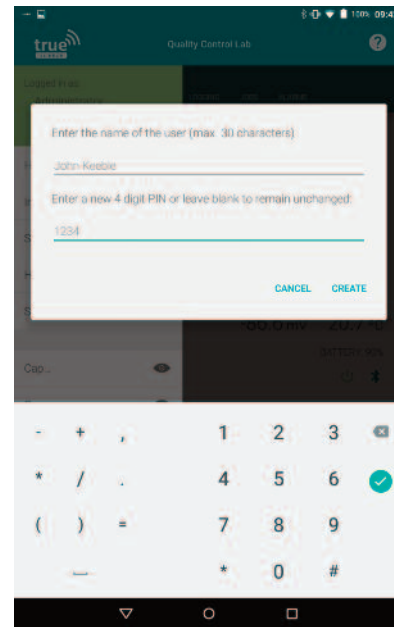 100% 09:4
true
Quality Control Lab
?
Logged in as:
Administrator
Enter the name of the user (max. 30 characters)
John Keeble
Enter a new 4 digit PIN or leave blank to remain unchanged:
1234
CANCEL CREATE
20.7 °C
BATTERY 90%
Cap...
- + , 1 2 3
* / . 4 5 6
( ) = 7 8 9
* 0 #